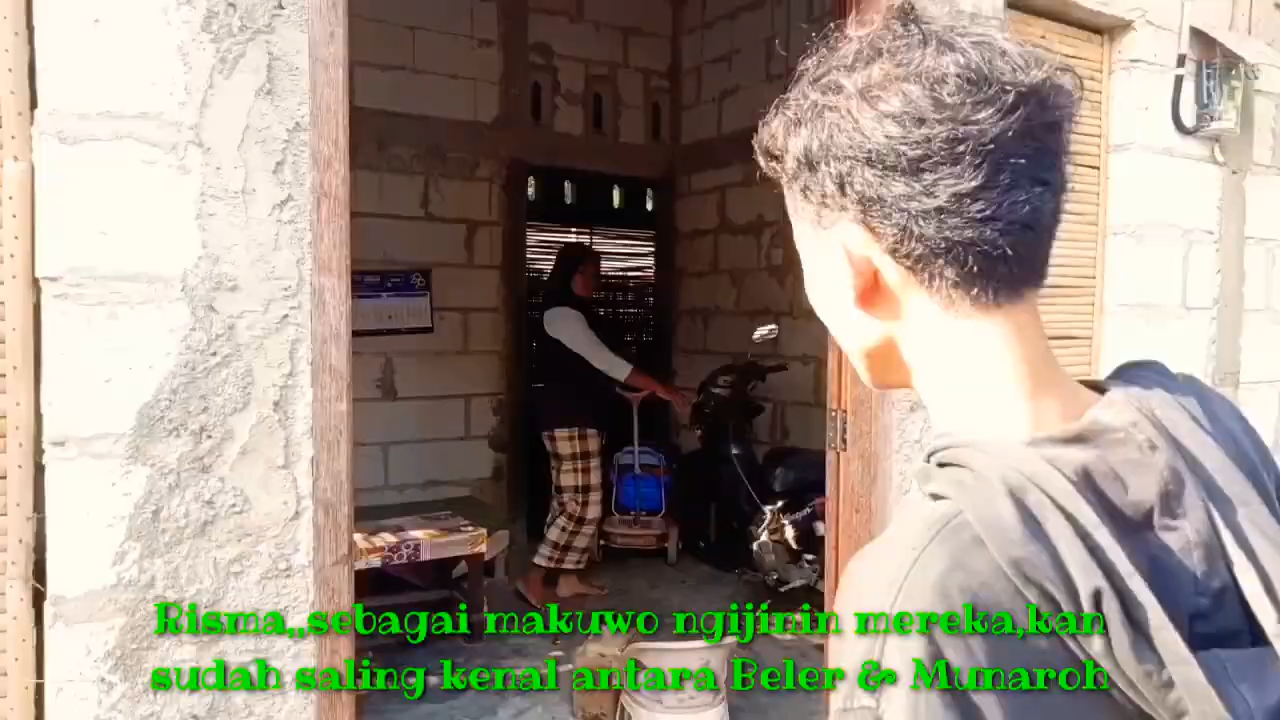 Risma,,sebagai makuwo ngijinin mereka,kan
sudah saling kenal antara Beler & Munaroh